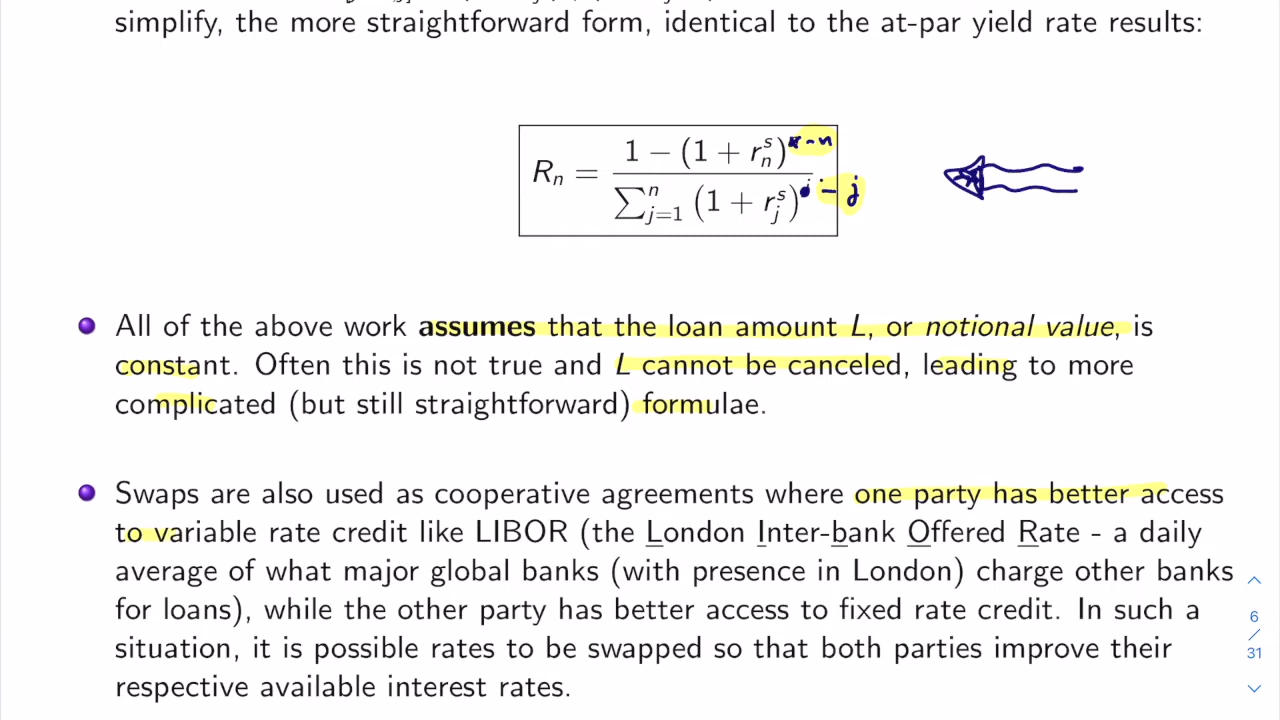 simplify, the more straightforward form, identical to the at-par yield rate results:
R_n = \frac{1 - (1 + r_n^s)^{-n}}{\sum_{j=1}^{n} (1 + r_j^s)^{-j}}.
All of the above work assumes that the loan amount L, or notional value, is
constant. Often this is not true and L cannot be canceled, leading to more
complicated (but still straightforward) formulae.
Swaps are also used as cooperative agreements where one party has better access
to variable rate credit like LIBOR (the London Inter-bank Offered Rate - a daily
average of what major global banks (with presence in London) charge other banks
for loans), while the other party has better access to fixed rate credit. In such a
situation, it is possible rates to be swapped so that both parties improve their
respective available interest rates.
6
/
31